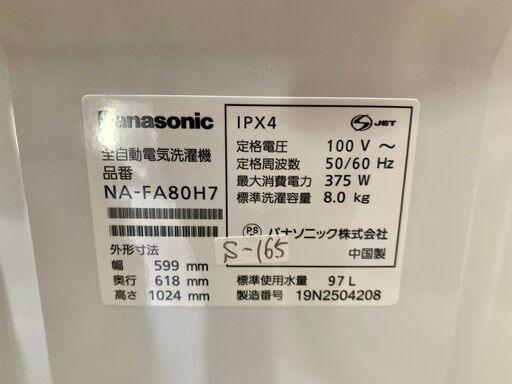 Panasonic
全自動電気洗濯機
品番
NA-FA80H7
外形寸法
幅 599 mm
奥行 618 mm
高さ 1024 mm
S-165
IPX4
S JET
定格電圧 100 V ～
定格周波数 50/60 Hz
最大消費電力 375 W
標準洗濯容量 8.0 kg
PS E パナソニック株式会社
中国製
標準使用水量 97 L
製造番号 19N2504208